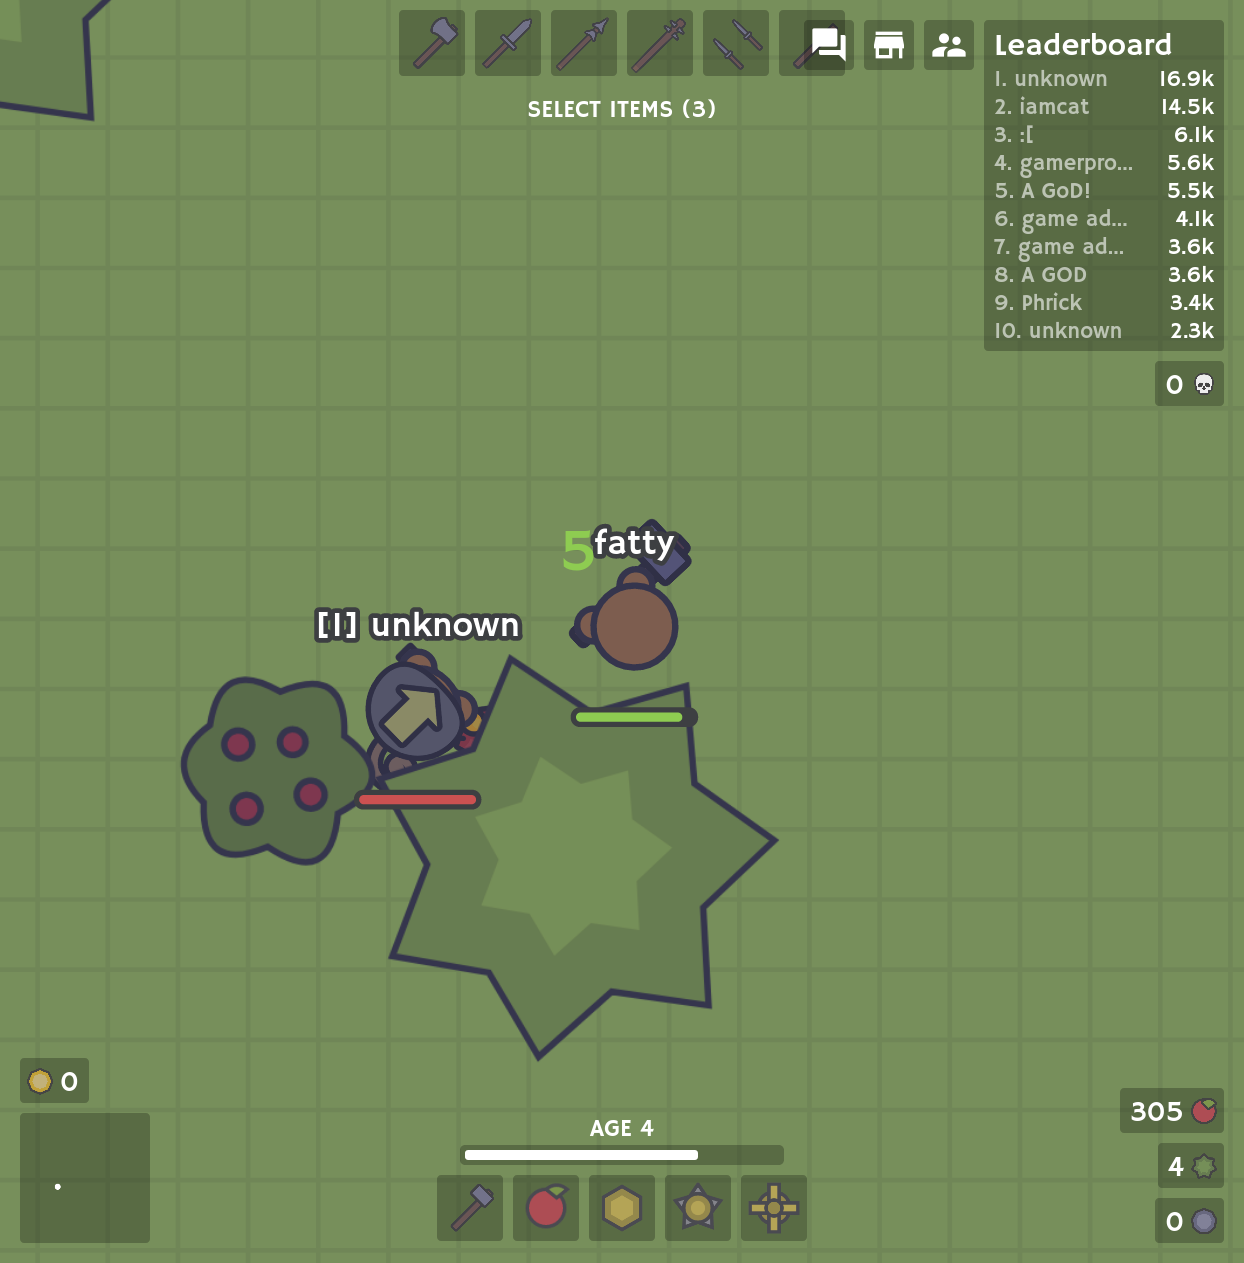 SELECT ITEMS (3)
Leaderboard
1. unknown 16.9k
2. iamcat 14.5k
3. :[ 6.1k
4. gamerpro... 5.6k
5. A GoD! 5.5k
6. game ad... 4.1k
7. game ad... 3.6k
8. A GOD 3.6k
9. Phrick 3.4k
10. unknown 2.3k
0
5
fatty
[I] unknown
0
AGE 4
305
4
0